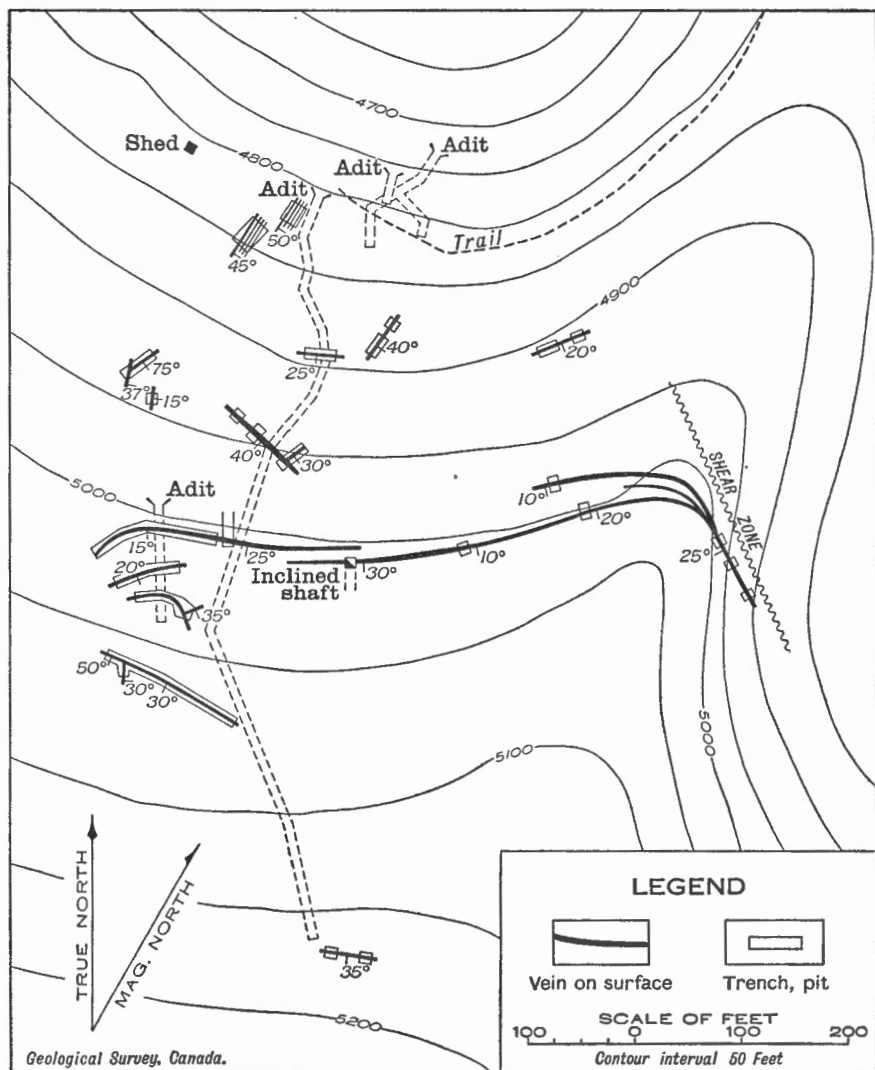 4700
Shed
4800
Adit
Adit
Adit
Trail
50°
45°
4900
40°
20°
25°
75°
37°
15°
40°
30°
SHEAR ZONE
5000
Adit
10°
20°
15°
25°
10°
25°
Inclined
shaft
30°
20°
35°
50°
30°
30°
5000
5100
TRUE NORTH
MAG. NORTH
35°
5200
LEGEND
Vein on surface
Trench, pit
SCALE OF FEET
100 0 100 200
Contour interval 50 Feet
Geological Survey, Canada.